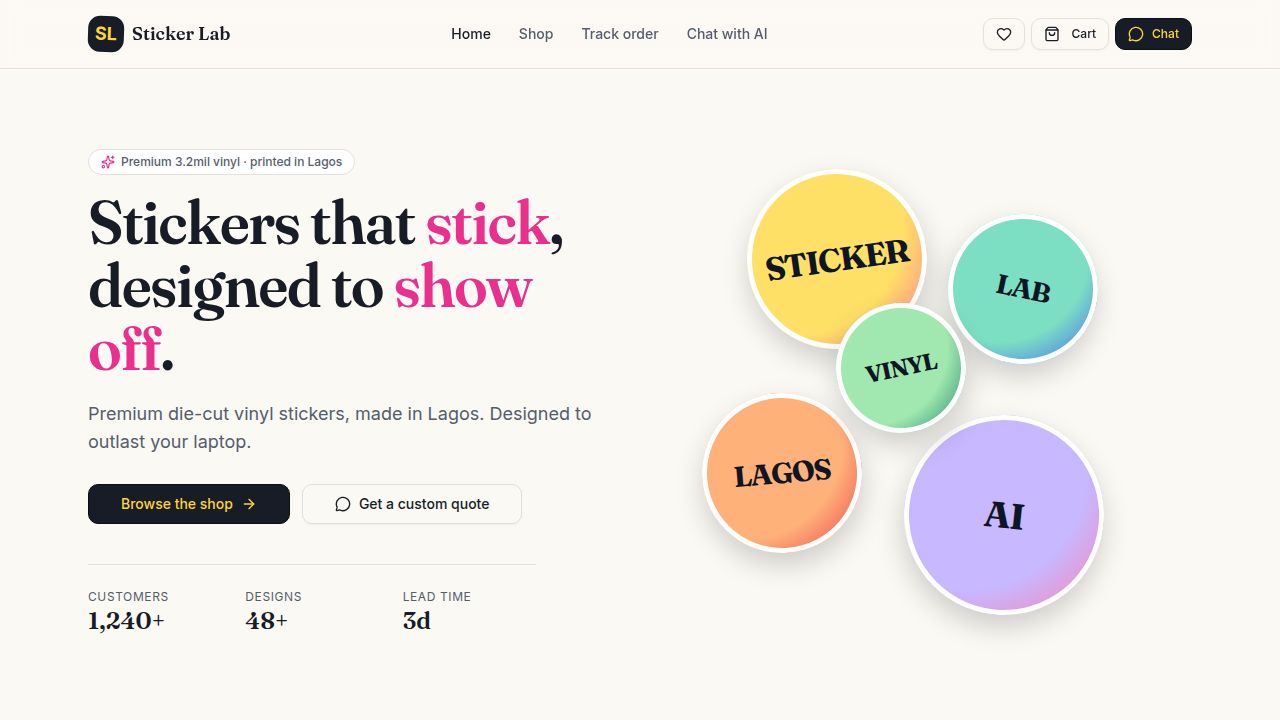 SL Sticker Lab
Home Shop Track order Chat with AI
Cart Chat
Premium 3.2mil vinyl · printed in Lagos
Stickers that stick,
designed to show
off.
Premium die-cut vinyl stickers, made in Lagos. Designed to
outlast your laptop.
Browse the shop
Get a custom quote
CUSTOMERS
1,240+
DESIGNS
48+
LEAD TIME
3d
STICKER
LAB
VINYL
LAGOS
AI